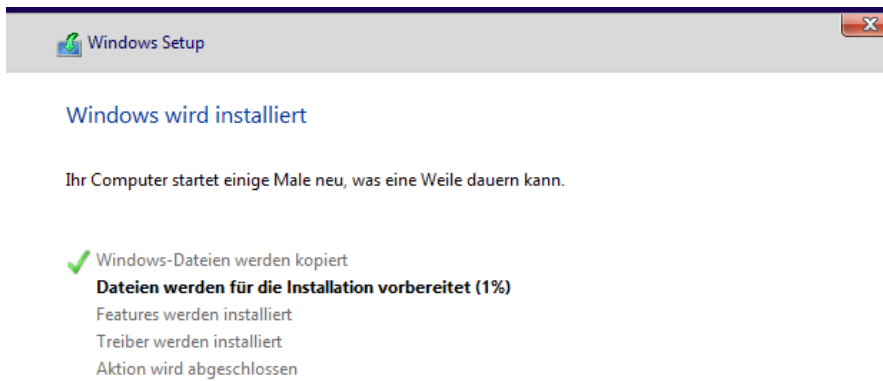 Windows Setup
Windows wird installiert
Ihr Computer startet einige Male neu, was eine Weile dauern kann.
Windows-Dateien werden kopiert
Dateien werden für die Installation vorbereitet (1%)
Features werden installiert
Treiber werden installiert
Aktion wird abgeschlossen